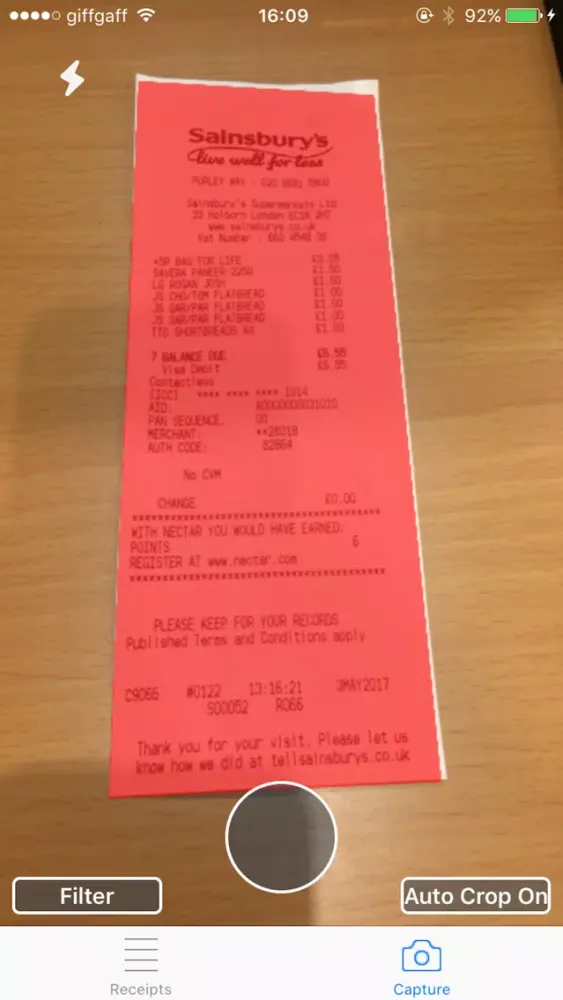 giffgaff 16:09 92%
Sainsbury's
live well for less
PURLEY WAY
Sainsbury's Supermarkets Ltd
33 Holborn London EC1N 2HT
www.sainsburys.co.uk
Vat Number : 660 4548 36
*5P BAG FOR LIFE £0.05
SAVERA PANEER 225G £1.50
LG ROGAN JOSH £1.00
JS CHO/TOM FLATBREAD £1.00
JS GAR/PAR FLATBREAD £1.00
JS GAR/PAR FLATBREAD £1.00
TTD SHORTBREADS £1.00
7 BALANCE DUE £6.55
Visa Debit £6.55
Contactless
[ICC] **** **** **** 1014
AID: A0000000031010
PAN SEQUENCE: 00
MERCHANT: **28018
AUTH CODE: 82664
No CVM
CHANGE £0.00
WITH NECTAR YOU WOULD HAVE EARNED:
POINTS 6
REGISTER AT www.nectar.com
PLEASE KEEP FOR YOUR RECORDS
Published Terms and Conditions apply
C9066 #0122 13:16:21 3MAY2017
S00052 R066
Thank you for your visit. Please let us
know how we did at tellsainsburys.co.uk
Filter Auto Crop On
Receipts Capture